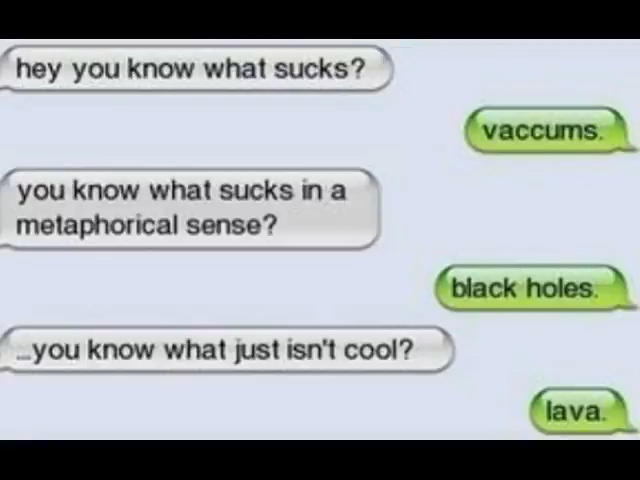 hey you know what sucks?
vaccums.
you know what sucks in a
metaphorical sense?
black holes.
...you know what just isn't cool?
lava.